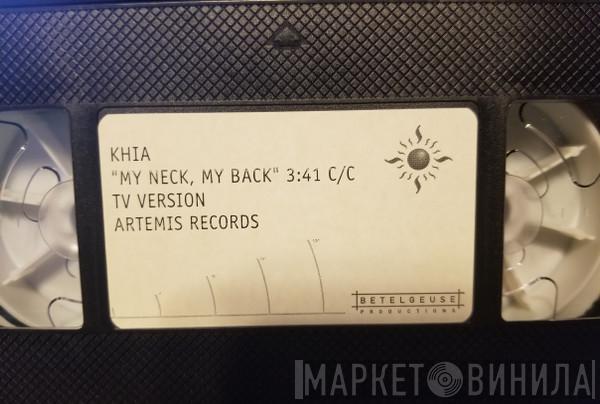 KHIA
"MY NECK, MY BACK" 3:41 C/C
TV VERSION
ARTEMIS RECORDS
BETELGEUSE
PRODUCTIONS
МАРКЕТ ВИНИЛА